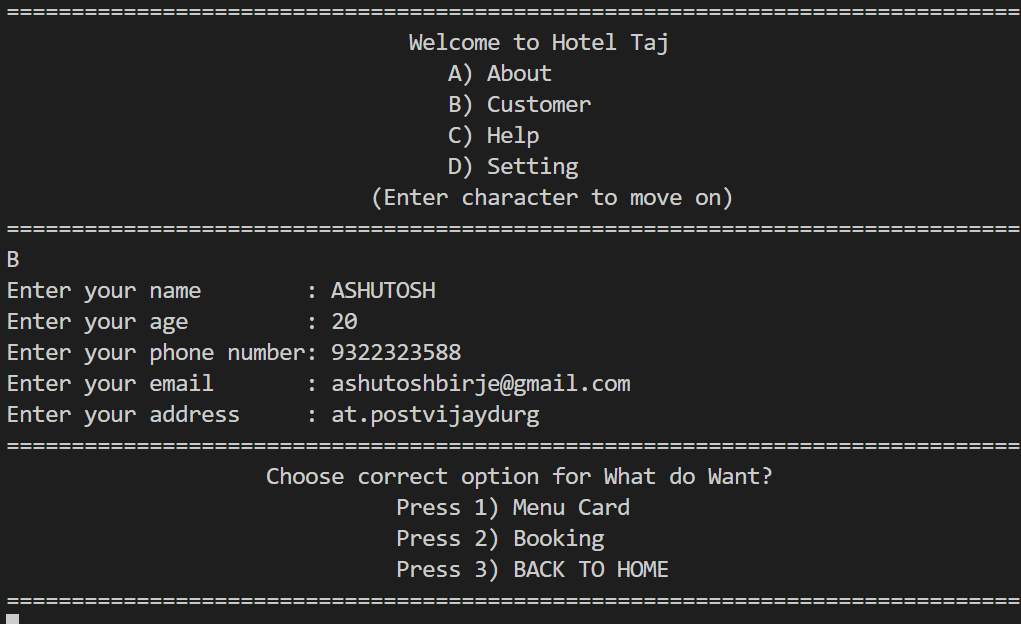 ==============================================================================
Welcome to Hotel Taj
A) About
B) Customer
C) Help
D) Setting
(Enter character to move on)
==============================================================================
B
Enter your name        : ASHUTOSH
Enter your age         : 20
Enter your phone number: 9322323588
Enter your email       : ashutoshbirje@gmail.com
Enter your address     : at.postvijaydurg
==============================================================================
Choose correct option for What do Want?
Press 1) Menu Card
Press 2) Booking
Press 3) BACK TO HOME
==============================================================================